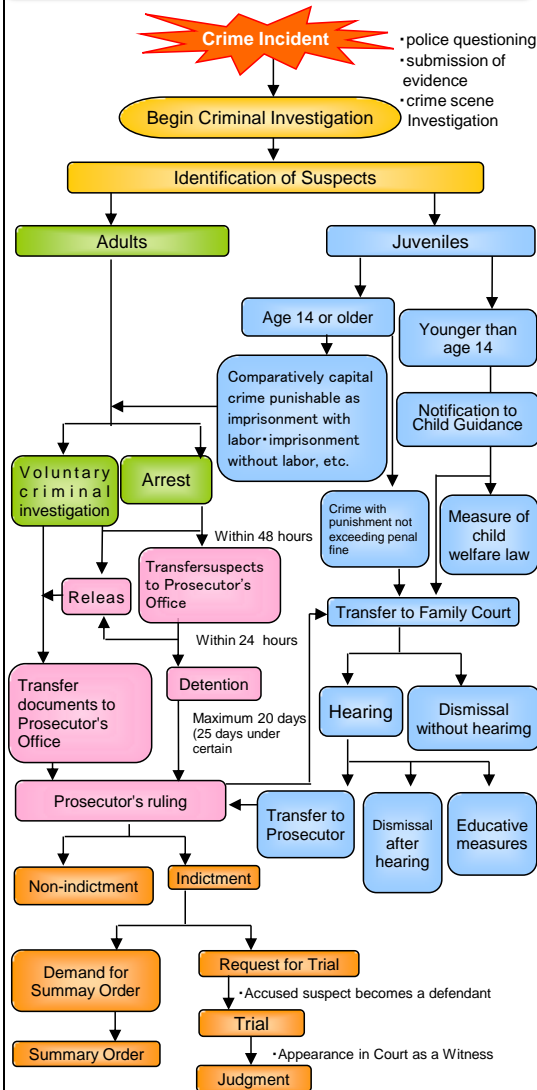 Crime Incident
・police questioning
・submission of
evidence
・crime scene
Investigation
Begin Criminal Investigation
Identification of Suspects
Adults
Juveniles
Age 14 or older
Younger than
age 14
Comparatively capital
crime punishable as
imprisonment with
labor・imprisonment
without labor, etc.
Notification to
Child Guidance
Voluntary
criminal
investigation
Arrest
Crime with
punishment not
exceeding penal
fine
Measure of
child
welfare law
Within 48 hours
Transfersuspects
to Prosecutor's
Office
Releas
Transfer to Family Court
Within 24 hours
Transfer
documents to
Prosecutor's
Office
Detention
Hearing
Dismissal
without hearimg
Maximum 20 days
(25 days under
certain
Prosecutor's ruling
Transfer to
Prosecutor
Dismissal
after
hearing
Educative
measures
Non-indictment
Indictment
Demand for
Summay Order
Request for Trial
・Accused suspect becomes a defendant
Trial
Summary Order
・Appearance in Court as a Witness
Judgment